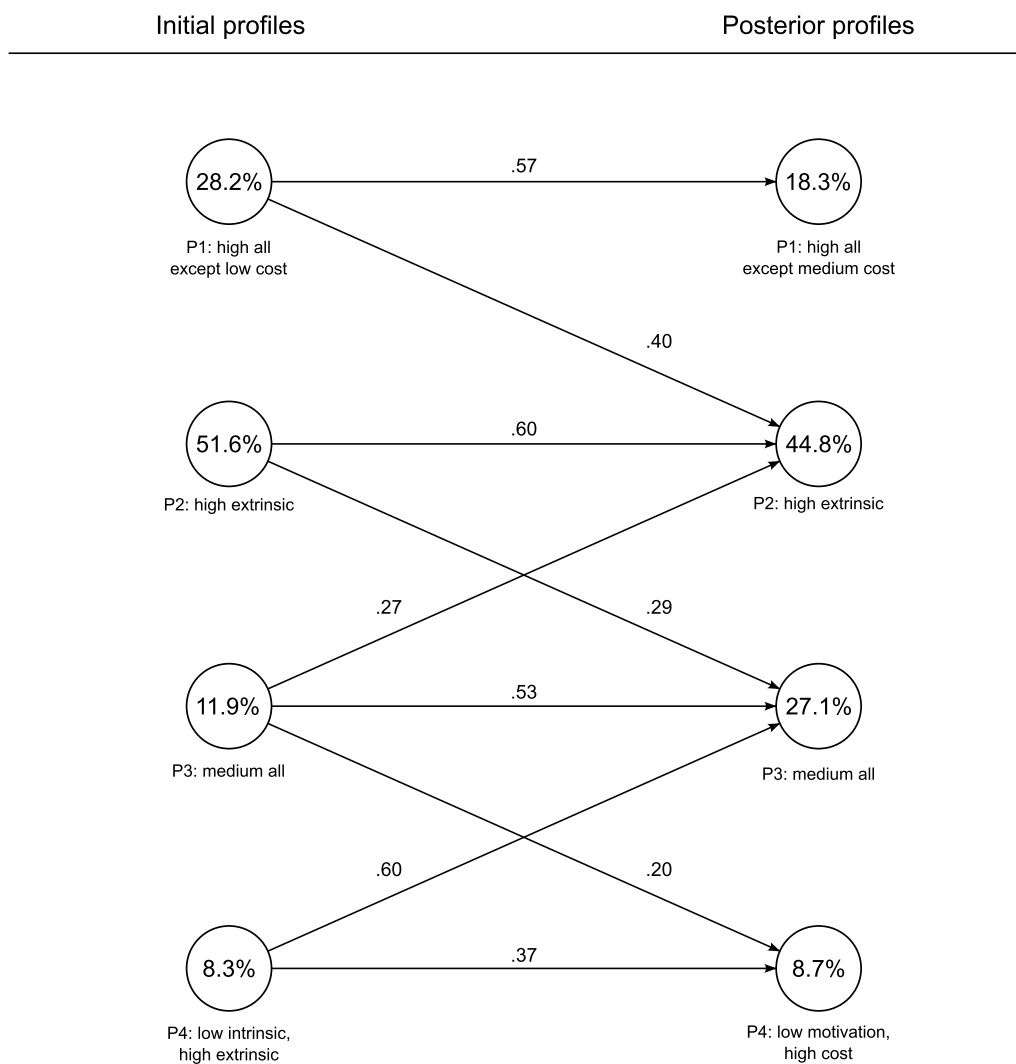 Initial profiles
Posterior profiles
28.2%
.57
18.3%
P1: high all
except low cost
P1: high all
except medium cost
.40
51.6%
.60
44.8%
P2: high extrinsic
P2: high extrinsic
.27
.29
11.9%
.53
27.1%
P3: medium all
P3: medium all
.60
.20
8.3%
.37
8.7%
P4: low intrinsic,
high extrinsic
P4: low motivation,
high cost